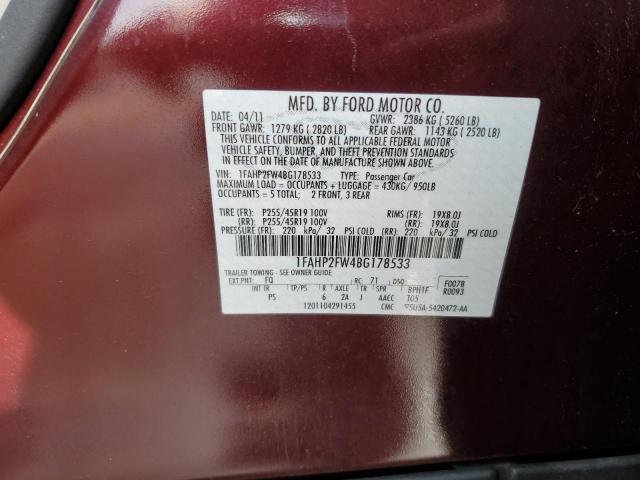 MFD. BY FORD MOTOR CO.
DATE: 04/11 GVWR: 2386 KG ( 5260 LB)
FRONT GAWR: 1279 KG ( 2820 LB) REAR GAWR: 1143 KG ( 2520 LB)
THIS VEHICLE CONFORMS TO ALL APPLICABLE FEDERAL MOTOR
VEHICLE SAFETY, BUMPER, AND THEFT PREVENTION STANDARDS
IN EFFECT ON THE DATE OF MANUFACTURE SHOWN ABOVE.
VIN: 1FAHP2FW4BG178533 TYPE: Passenger Car
MAXIMUM LOAD = OCCUPANTS + LUGGAGE = 430KG / 950LB
OCCUPANTS: 5 TOTAL; 2 FRONT, 3 REAR
TIRE (FR): P255/45R19 100V RIMS (FR): 19X8.0J
(RR): P255/45R19 100V (RR): 19X8.0J
PRESSURE (FR): 220 kPa/ 32 PSI COLD (RR): 220 kPa/ 32 PSI COLD
1FAHP2FW4BG178533
TRAILER TOWING - SEE OWNER GUIDE
EXT PNT: FQ RC: 71 DSO: F0078
INT TR TP/PS R AXLE TR SPR BPH1F R0093
PS 6 2A J AACC T05
1201104291455 CMC 5U5A-5420472-AA